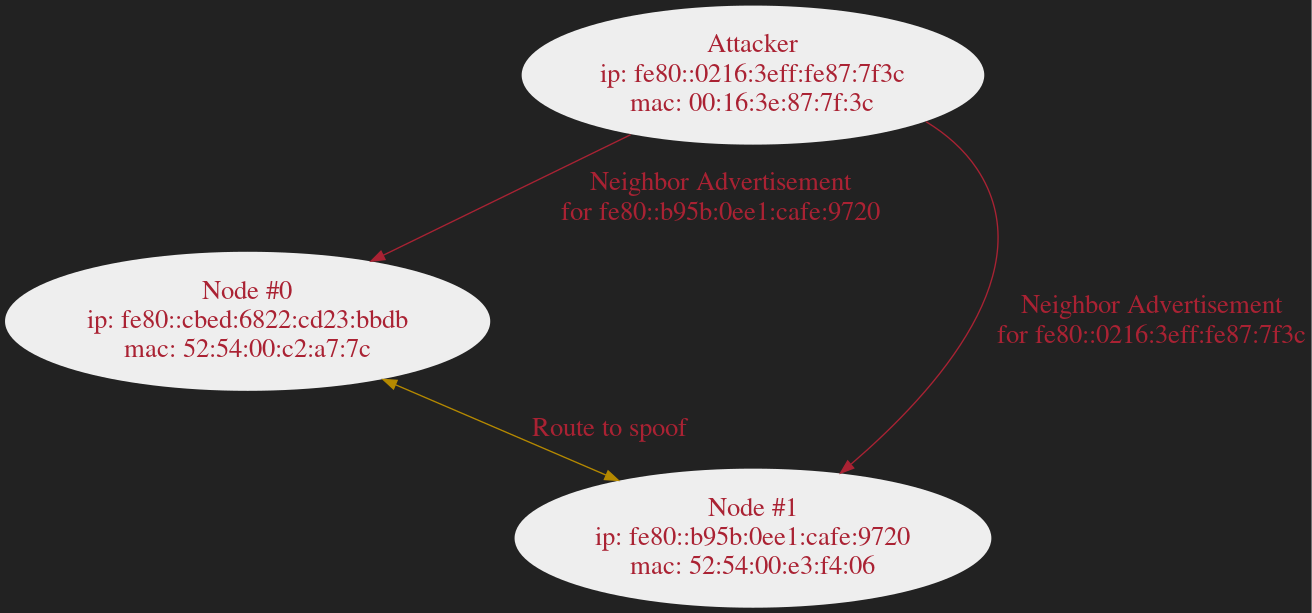 Attacker
ip: fe80::0216:3eff:fe87:7f3c
mac: 00:16:3e:87:7f:3c
Neighbor Advertisement
for fe80::b95b:0ee1:cafe:9720
Node #0
ip: fe80::cbed:6822:cd23:bbdb
mac: 52:54:00:c2:a7:7c
Neighbor Advertisement
for fe80::0216:3eff:fe87:7f3c
Route to spoof
Node #1
ip: fe80::b95b:0ee1:cafe:9720
mac: 52:54:00:e3:f4:06